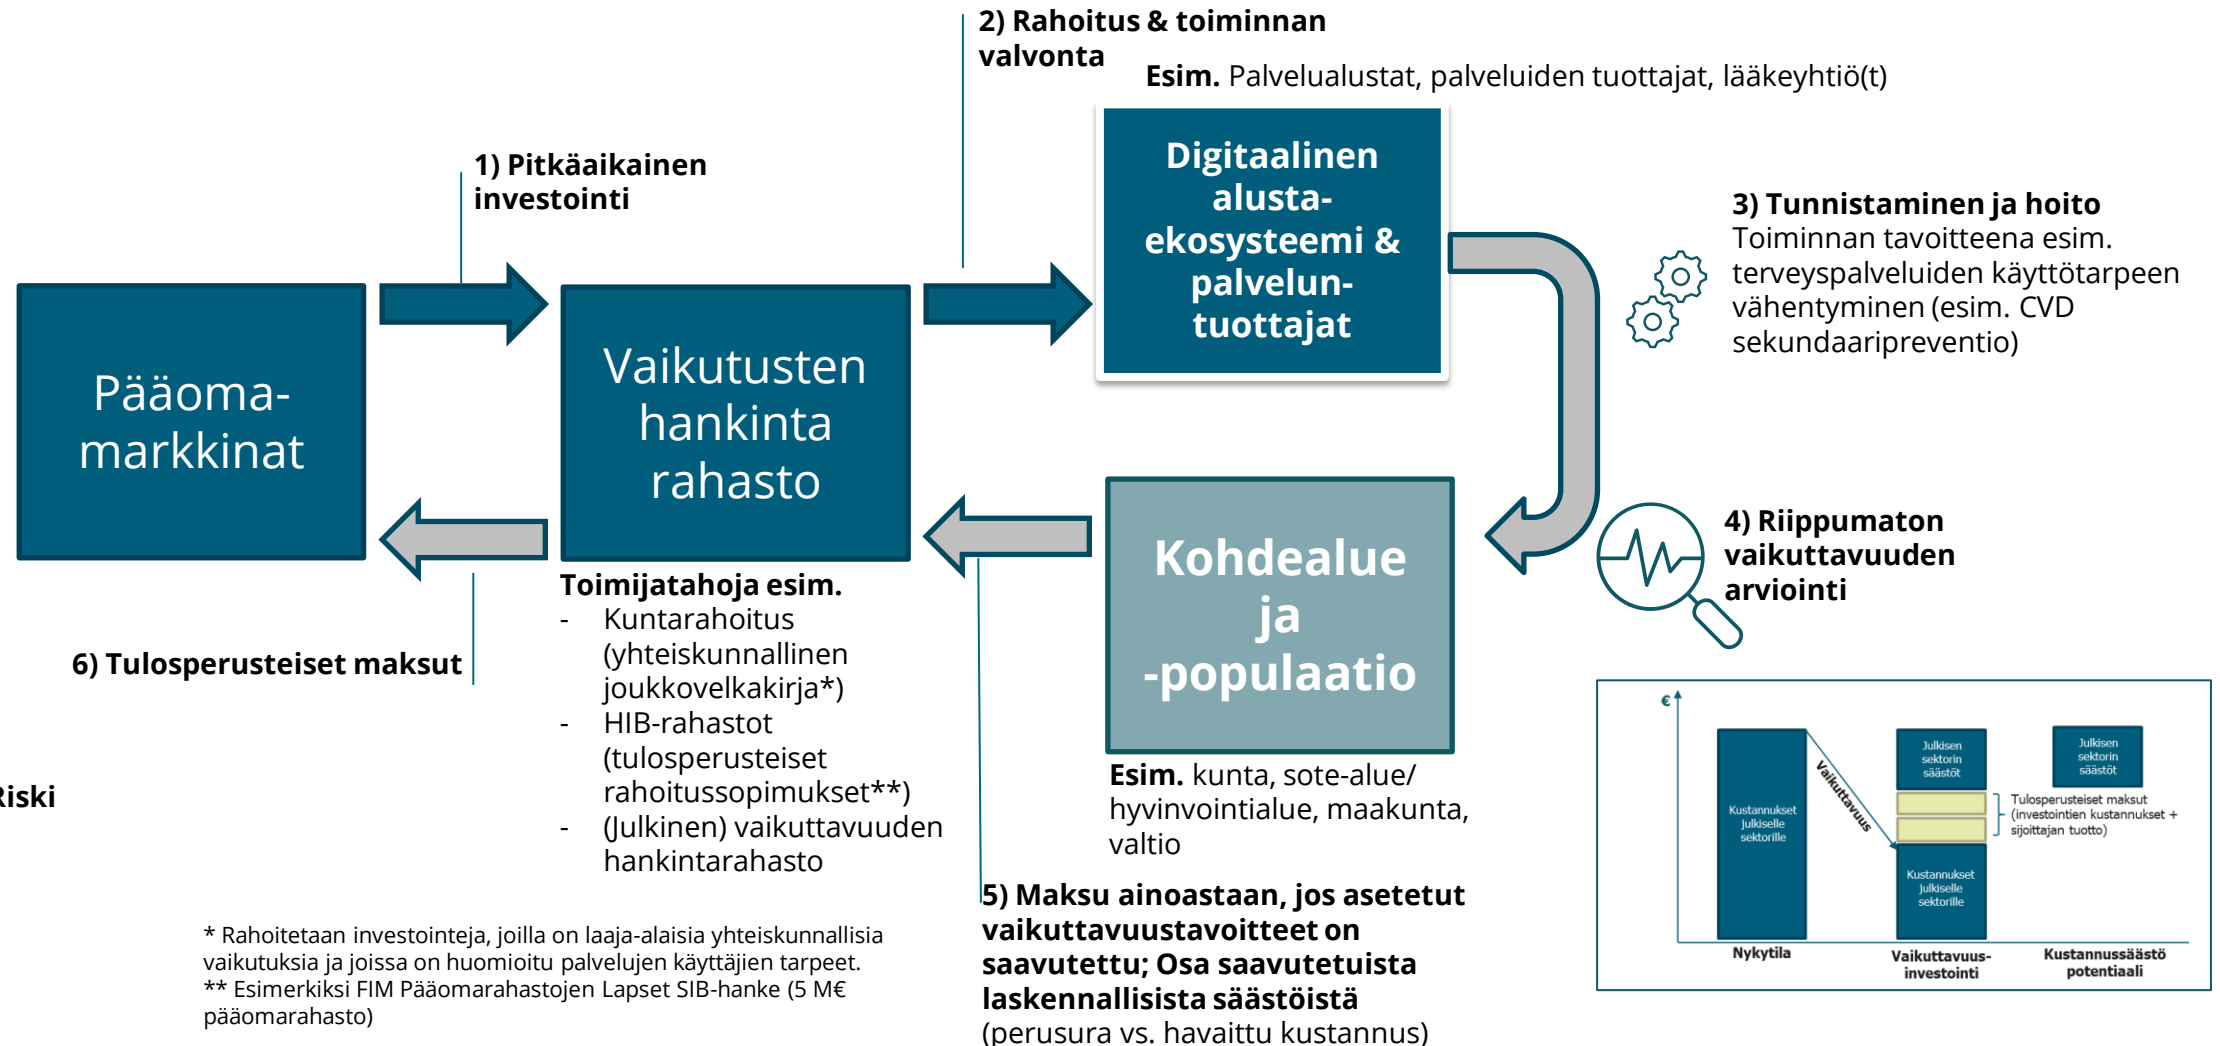 2) Rahoitus & toiminnan
valvonta
Esim. Palvelualustat, palveluiden tuottajat, lääkeyhtiö(t)
1) Pitkäaikainen
investointi
Digitaalinen
alusta-
ekosysteemi &
palvelun-
tuottajat
3) Tunnistaminen ja hoito
Toiminnan tavoitteena esim.
terveyspalveluiden käyttötarpeen
vähentyminen (esim. CVD
sekundaaripreventio)
Pääoma-
markkinat
Vaikutusten
hankinta
rahasto
Kohdealue
ja
-populaatio
4) Riippumaton
vaikuttavuuden
arviointi
6) Tulosperusteiset maksut
Toimijatahoja esim.
- Kuntarahoitus
(yhteiskunnallinen
joukkovelkakirja*)
- HIB-rahastot
(tulosperusteiset
rahoitussopimukset**)
- (Julkinen) vaikuttavuuden
hankintarahasto
Riski
Esim. kunta, sote-alue/
hyvinvointialue, maakunta,
valtio
5) Maksu ainoastaan, jos asetetut
vaikuttavuustavoitteet on
saavutettu; Osa saavutetuista
laskennallisista säästöistä
(perusura vs. havaittu kustannus)
* Rahoitetaan investointeja, joilla on laaja-alaisia yhteiskunnallisia
vaikutuksia ja joissa on huomioitu palvelujen käyttäjien tarpeet.
** Esimerkiksi FIM Pääomarahastojen Lapset SIB-hanke (5 M€
pääomarahasto)
€
Kustannukset
julkiselle
sektorille
Vaikuttavuus
Julkisen
sektorin
säästöt
Kustannukset
julkiselle
sektorille
Julkisen
sektorin
säästöt
Tulosperusteiset maksut
(investointien kustannukset +
sijoittajan tuotto)
Nykytila
Vaikuttavuus-
investointi
Kustannussäästö
potentiaali